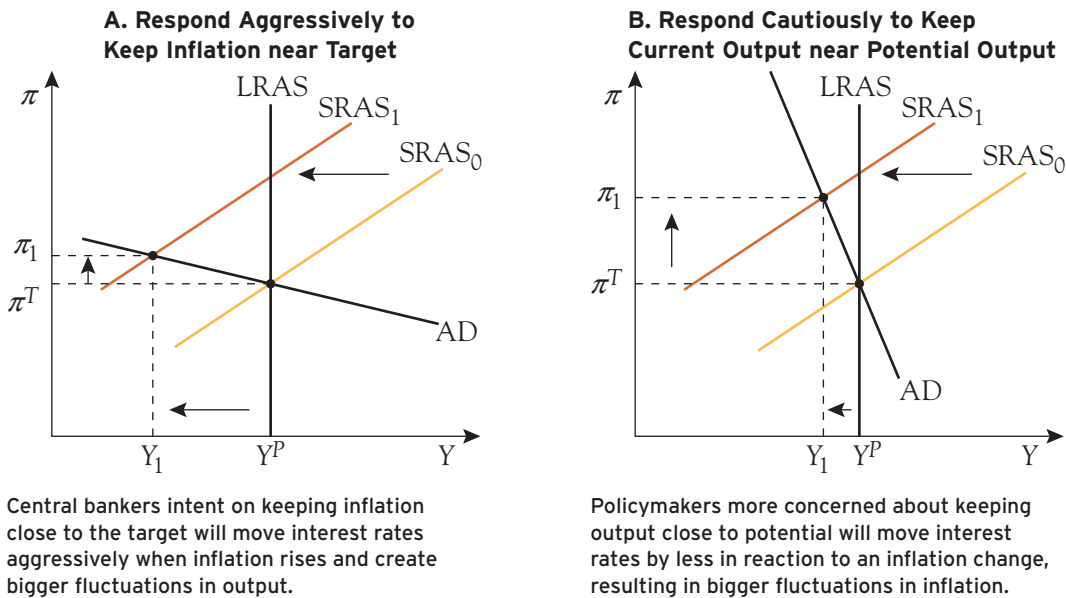 A. Respond Aggressively to
Keep Inflation near Target
π
LRAS
SRAS₁
SRAS₀
π₁
πᵀ
AD
Y₁
Yᴾ
Y
Central bankers intent on keeping inflation
close to the target will move interest rates
aggressively when inflation rises and create
bigger fluctuations in output.
B. Respond Cautiously to Keep
Current Output near Potential Output
π
LRAS
SRAS₁
SRAS₀
π₁
πᵀ
AD
Y₁
Yᴾ
Y
Policymakers more concerned about keeping
output close to potential will move interest
rates by less in reaction to an inflation change,
resulting in bigger fluctuations in inflation.